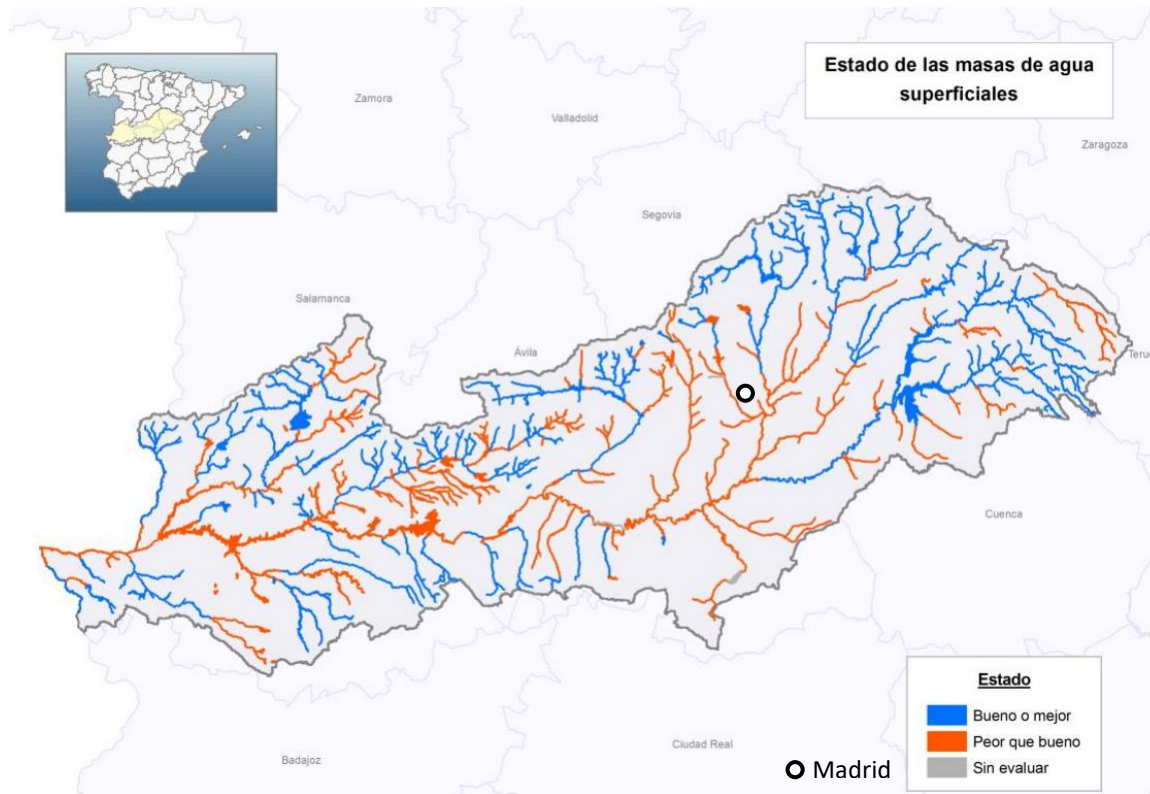 Estado de las masas de agua
superficiales
Zamora
Valladolid
Zaragoza
Segovia
Salamanca
Ávila
Teru
Cuenca
Ciudad Real
Badajoz
Madrid
Estado
Bueno o mejor
Peor que bueno
Sin evaluar